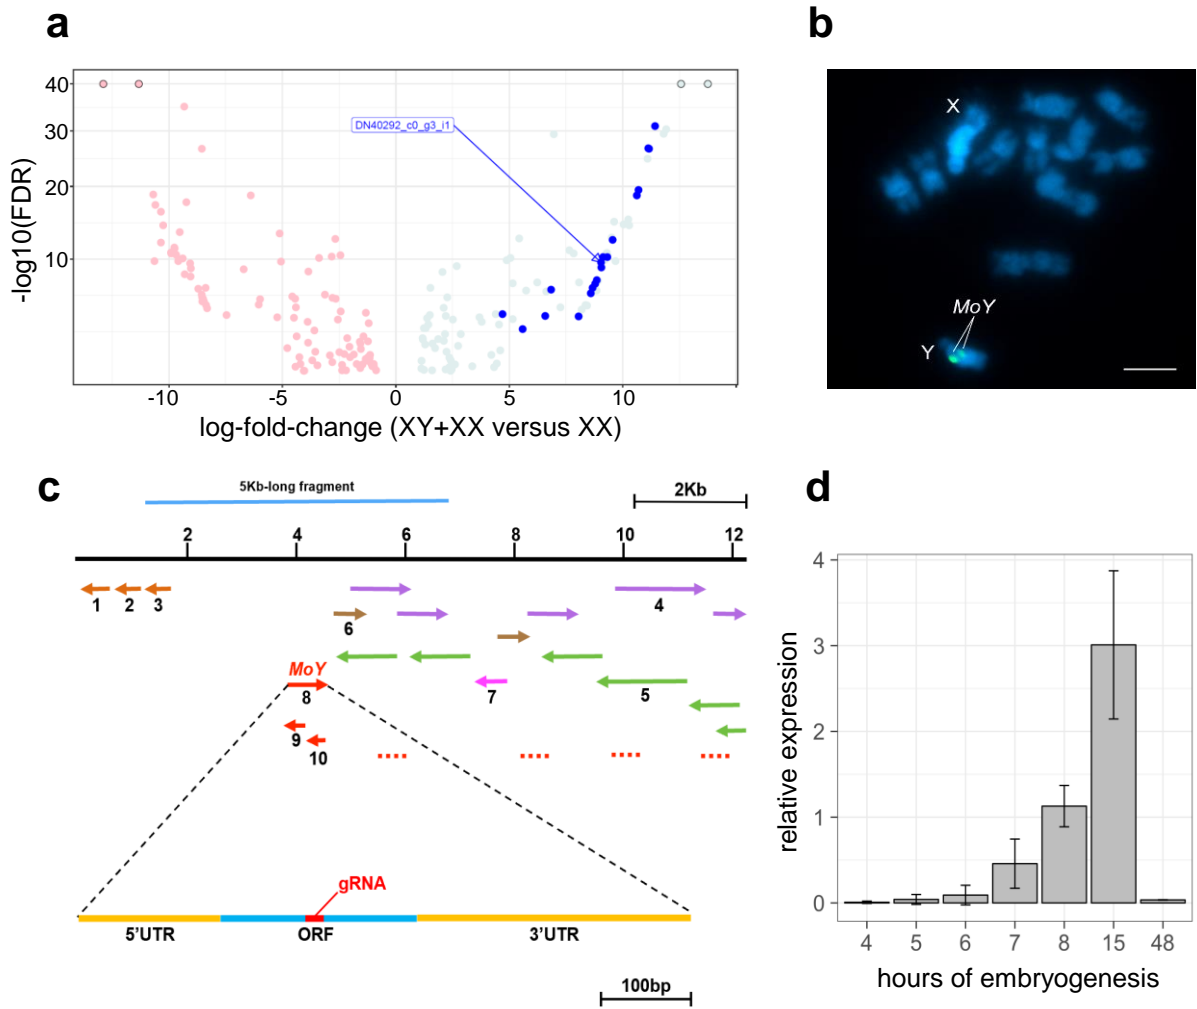 a
40
30
20
10
-log10(FDR)
DN40292_c0_g3_i1
-10 -5 0 5 10
log-fold-change (XY+XX versus XX)
b
X
MoY
Y
c
5Kb-long fragment
2Kb
2 4 6 8 10 12
1 2 3
4
6
MoY
8
7
5
9
10
gRNA
5'UTR ORF 3'UTR
100bp
d
4
3
2
1
0
relative expression
4 5 6 7 8 15 48
hours of embryogenesis